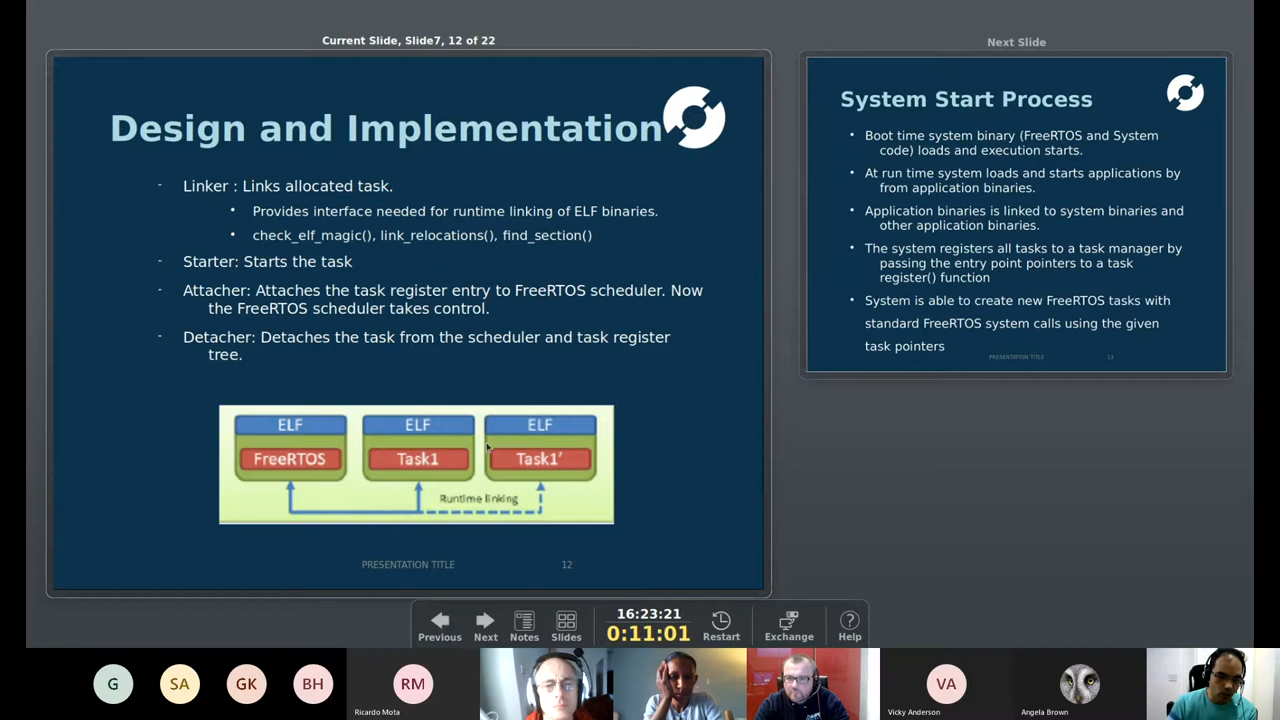 Current Slide, Slide7, 12 of 22
Design and Implementation
- Linker : Links allocated task.
• Provides interface needed for runtime linking of ELF binaries.
• check_elf_magic(), link_relocations(), find_section()
- Starter: Starts the task
- Attacher: Attaches the task register entry to FreeRTOS scheduler. Now
the FreeRTOS scheduler takes control.
- Detacher: Detaches the task from the scheduler and task register
tree.
ELF ELF ELF
FreeRTOS Task1 Task1’
Runtime linking
PRESENTATION TITLE 12
Next Slide
System Start Process
• Boot time system binary (FreeRTOS and System
code) loads and execution starts.
• At run time system loads and starts applications by
from application binaries.
• Application binaries is linked to system binaries and
other application binaries.
• The system registers all tasks to a task manager by
passing the entry point pointers to a task
register() function
• System is able to create new FreeRTOS tasks with
standard FreeRTOS system calls using the given
task pointers
PRESENTATION TITLE 13
Previous Next Notes Slides
16:23:21
0:11:01
Restart Exchange Help
G SA GK BH RM VA
Ricardo Mota Vicky Anderson Angela Brown